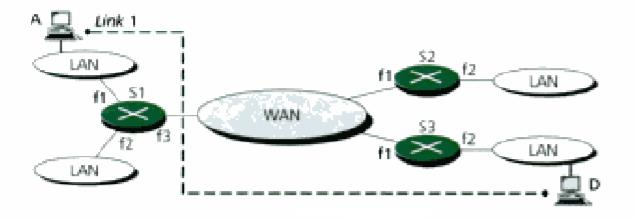 A Link 1
LAN
f1 S1
f2 f3
LAN
WAN
S2
f1 f2
LAN
S3
f1 f2
LAN
D